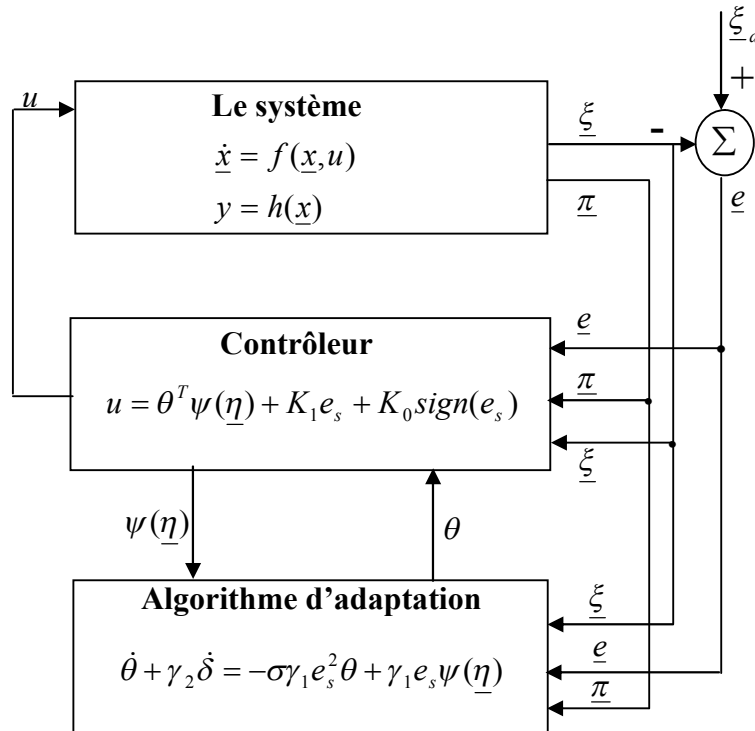 ξ_d
+
u
Le système
ẋ = f(x,u)
y = h(x)
ξ
-
Σ
π
e
Contrôleur
u = θ^T ψ(η) + K_1 e_s + K_0 sign(e_s)
e
π
ξ
ψ(η)
θ
Algorithme d'adaptation
θ̇ + γ_2 δ̇ = −σγ_1 e_s^2 θ + γ_1 e_s ψ(η)
ξ
e
π